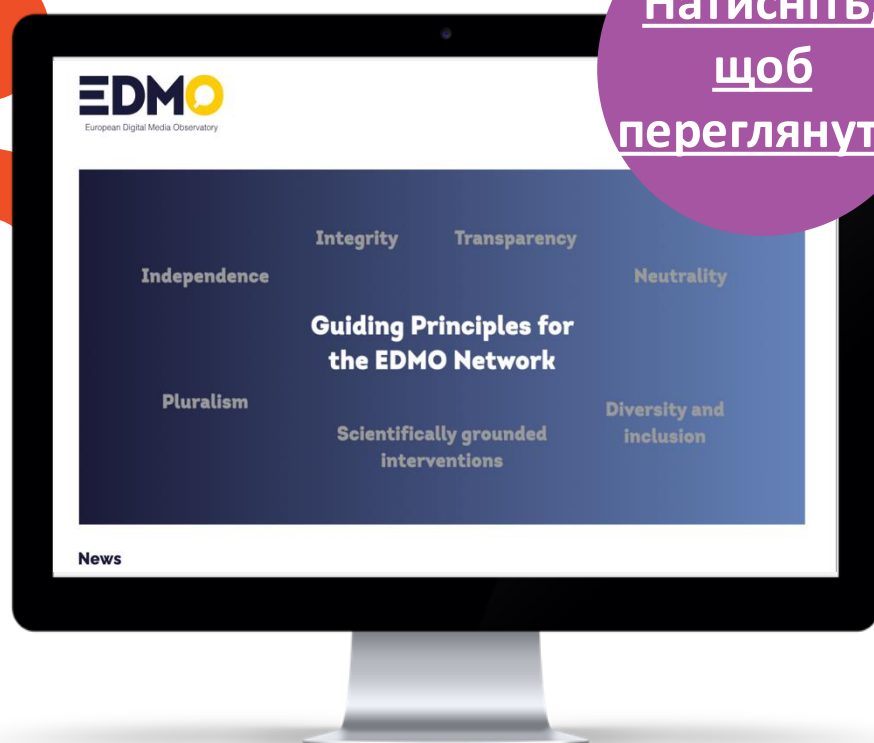 Натисніть,
щоб
переглянут
EDMO
European Digital Media Observatory
Integrity Transparency
Independence Neutrality
Guiding Principles for
the EDMO Network
Pluralism
Diversity and
inclusion
Scientifically grounded
interventions
News